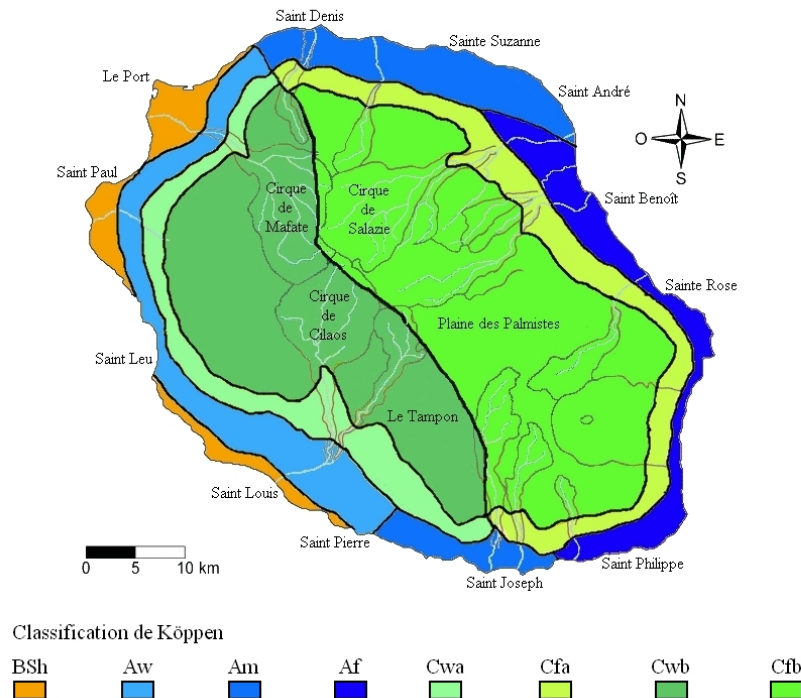 Saint Denis
Sainte Suzanne
Le Port
Saint André
N
O
E
S
Saint Paul
Cirque
de
Mafate
Cirque
de
Salazie
Saint Benoît
Sainte Rose
Cirque
de
Cilaos
Plaine des Palmistes
Saint Leu
Le Tampon
Saint Louis
Saint Pierre
Saint Philippe
Saint Joseph
0 5 10 km
Classification de Köppen
BSh Aw Am Af Cwa Cfa Cwb Cfb